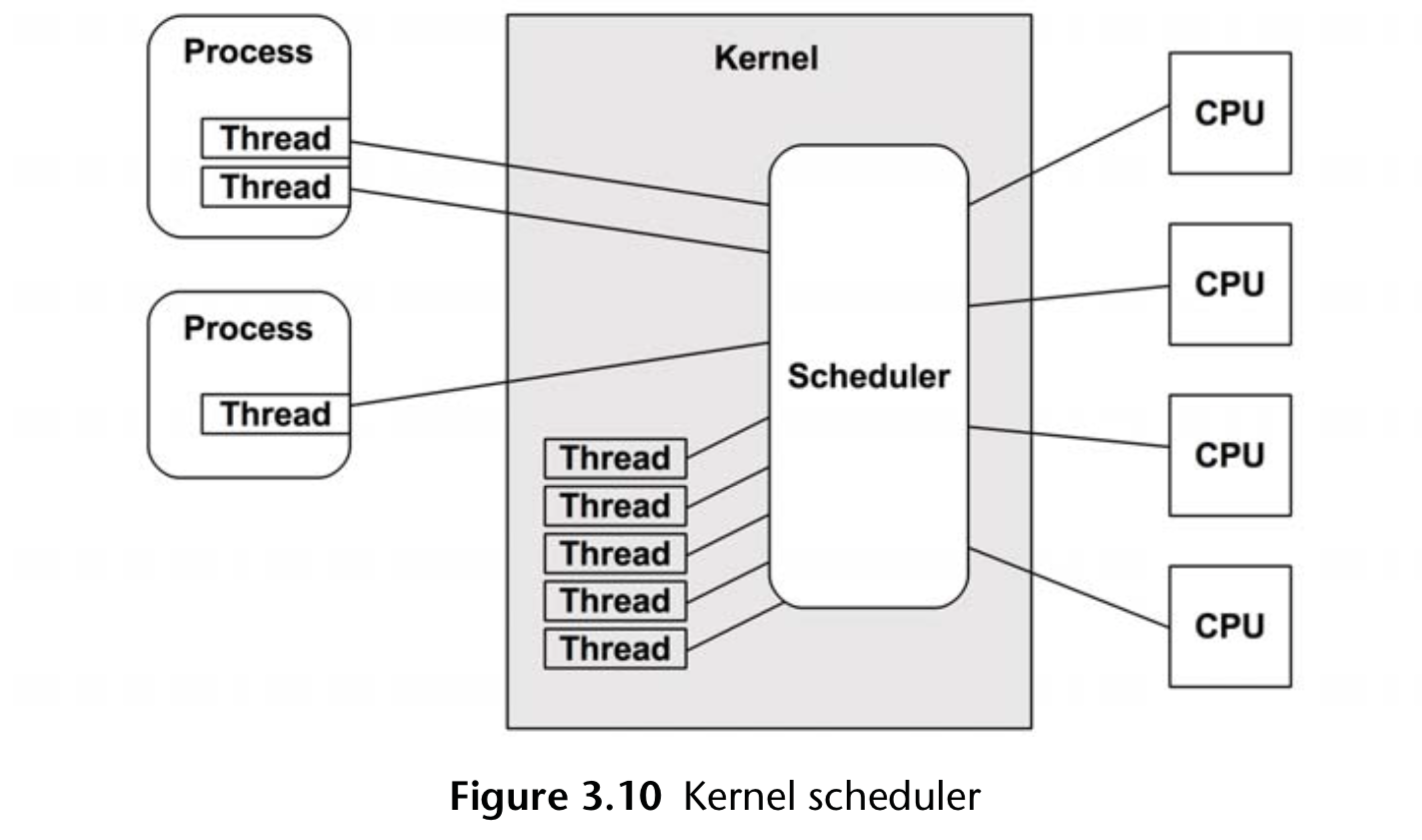 Process
Thread
Thread
Process
Thread
Kernel
Scheduler
Thread
Thread
Thread
Thread
Thread
CPU
CPU
CPU
CPU
Figure 3.10 Kernel scheduler